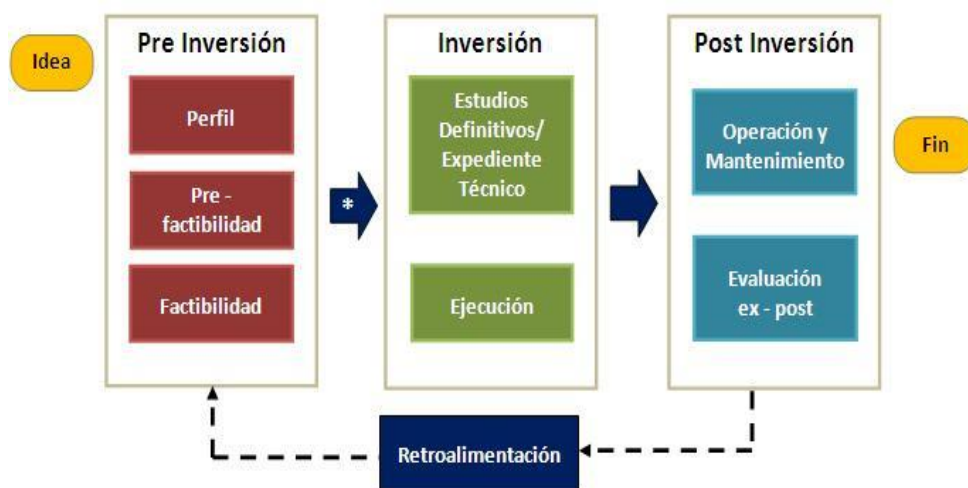 Idea
Pre Inversión
Perfil
Pre -
factibilidad
Factibilidad
*
Inversión
Estudios
Definitivos/
Expediente
Técnico
Ejecución
Post Inversión
Operación y
Mantenimiento
Evaluación
ex - post
Fin
Retroalimentación